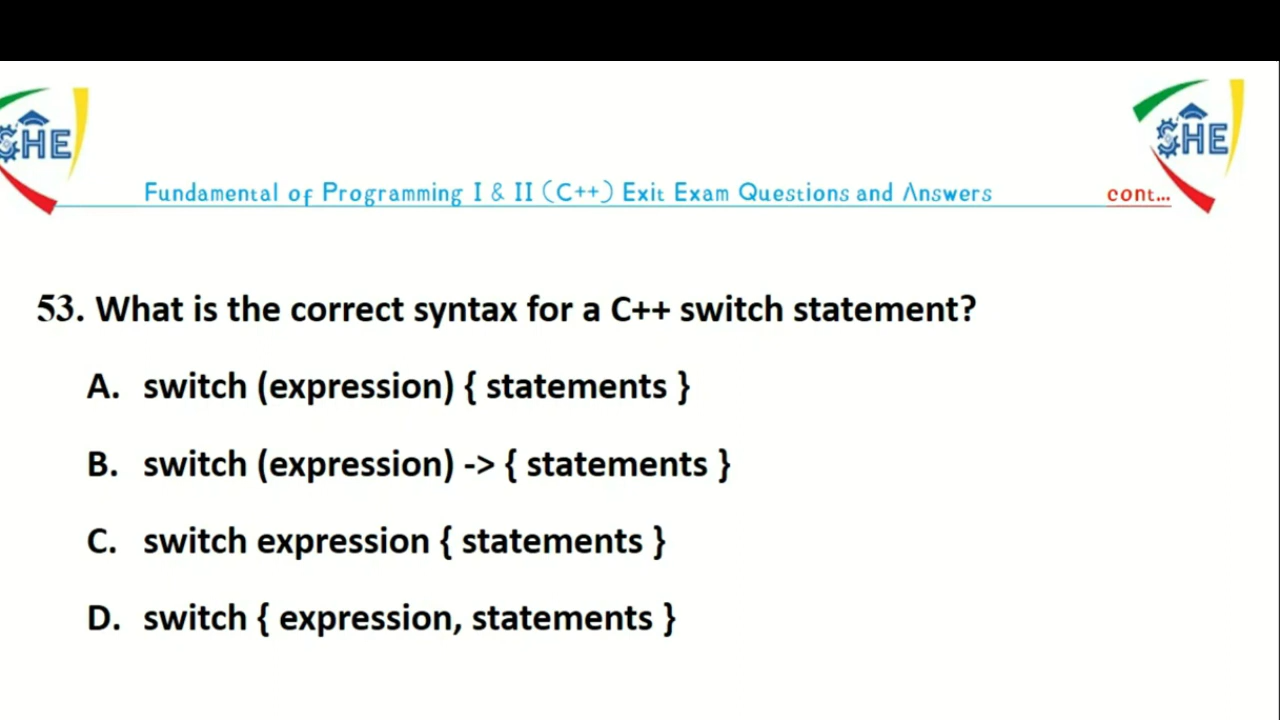 SHE
SHE
Fundamental of Programming I & II (C++) Exit Exam Questions and Answers cont...
53. What is the correct syntax for a C++ switch statement?
A. switch (expression) { statements }
B. switch (expression) -> { statements }
C. switch expression { statements }
D. switch { expression, statements }